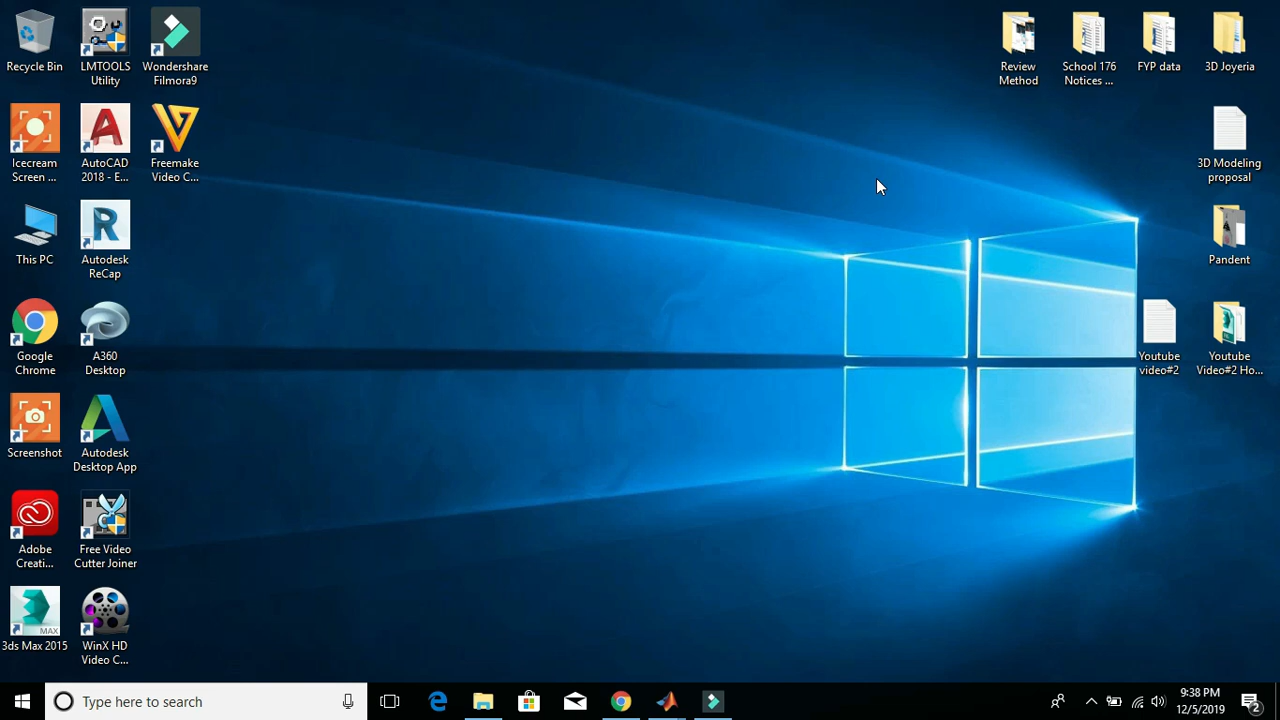 Recycle Bin
LMTOOLS
Utility
Wondershare
Filmora9
Review
Method
School 176
Notices ...
FYP data
3D Joyeria
Icecream
Screen ...
AutoCAD
2018 - E...
Freemake
Video C...
3D Modeling
proposal
This PC
Autodesk
ReCap
Pandent
Google
Chrome
A360
Desktop
Youtube
video#2
Youtube
Video#2 Ho...
Screenshot
Autodesk
Desktop App
Adobe
Creati...
Free Video
Cutter Joiner
MAX
3ds Max 2015
WinX HD
Video C...
Type here to search
9:38 PM
12/5/2019
2